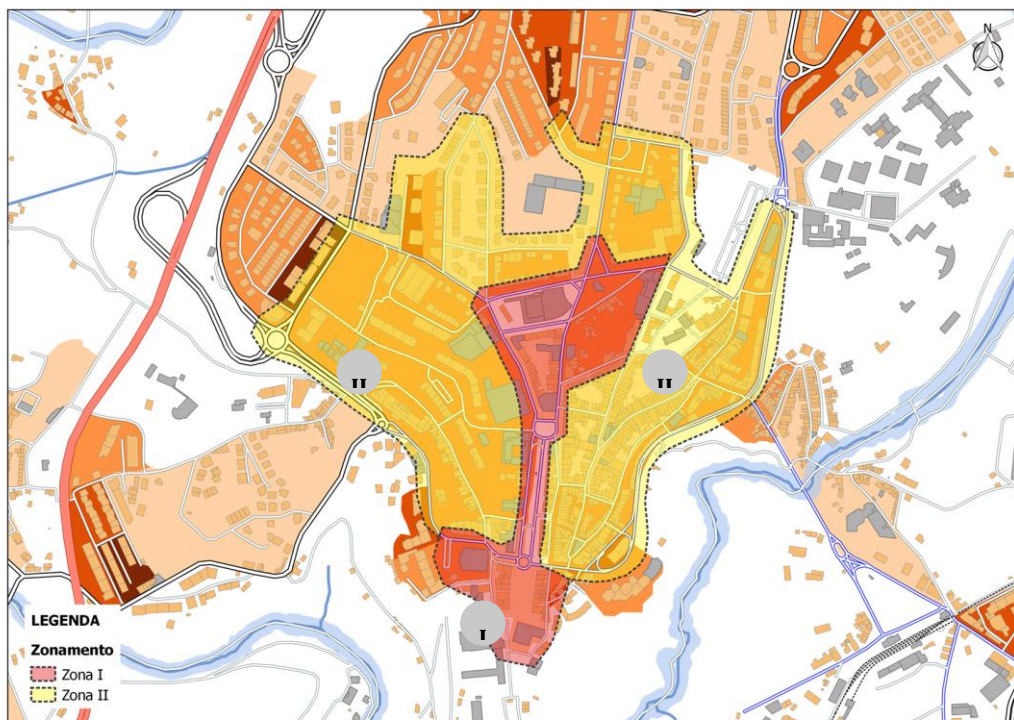 N
II
II
I
LEGENDA
Zonamento
Zona I
Zona II